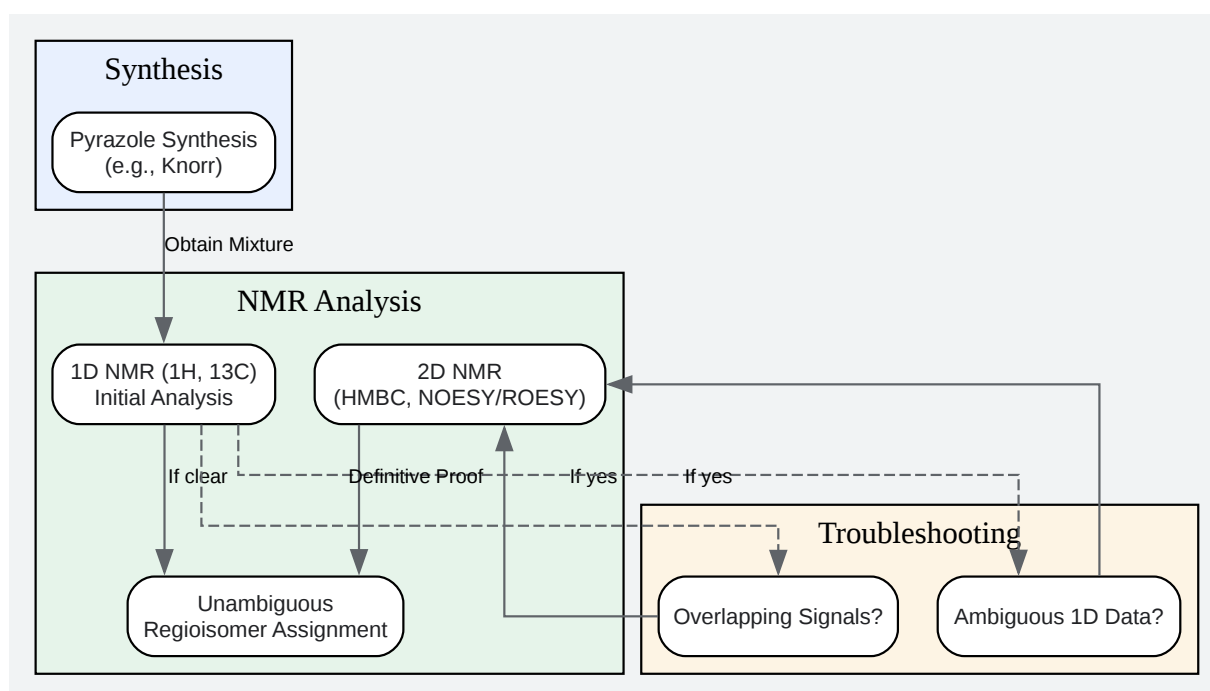 Synthesis
Pyrazole Synthesis
(e.g., Knorr)
Obtain Mixture
NMR Analysis
1D NMR (1H, 13C)
Initial Analysis
2D NMR
(HMBC, NOESY/ROESY)
If clear
Definitive Proof
If yes
If yes
Troubleshooting
Unambiguous
Regioisomer Assignment
Overlapping Signals?
Ambiguous 1D Data?